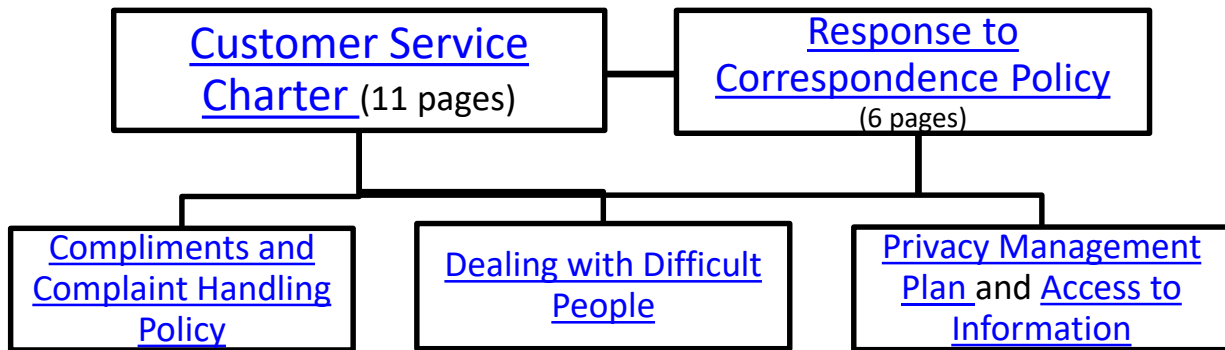 Customer Service
Charter (11 pages)
Response to
Correspondence Policy
(6 pages)
Compliments and
Complaint Handling
Policy
Dealing with Difficult
People
Privacy Management
Plan and Access to
Information